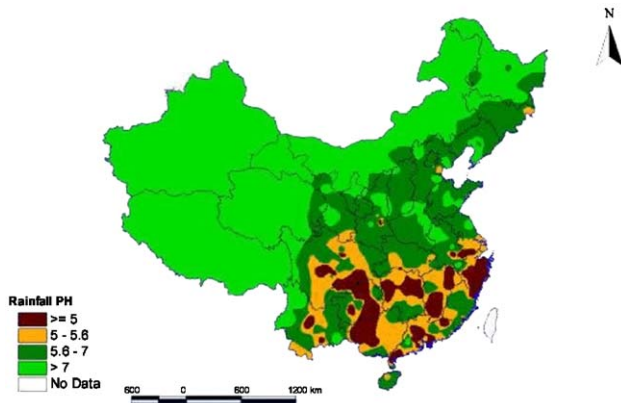 N
Rainfall PH
>= 5
5 - 5.6
5.6 - 7
> 7
No Data
600 0 600 1200 km